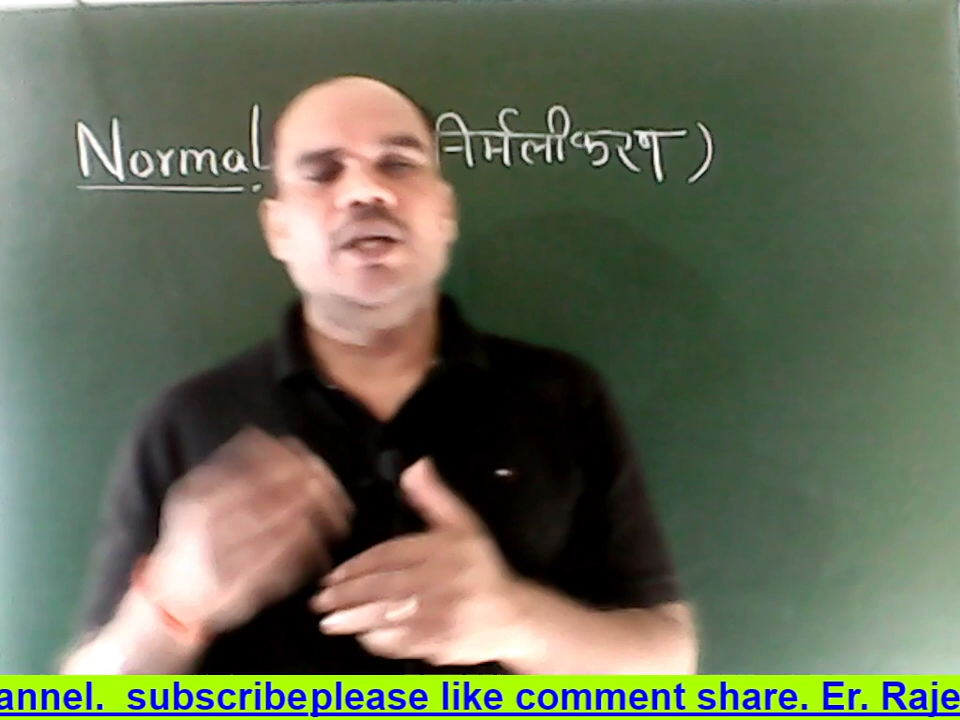 Normal निर्मलीकरण )
annel. subscribeplease like comment share. Er. Raje